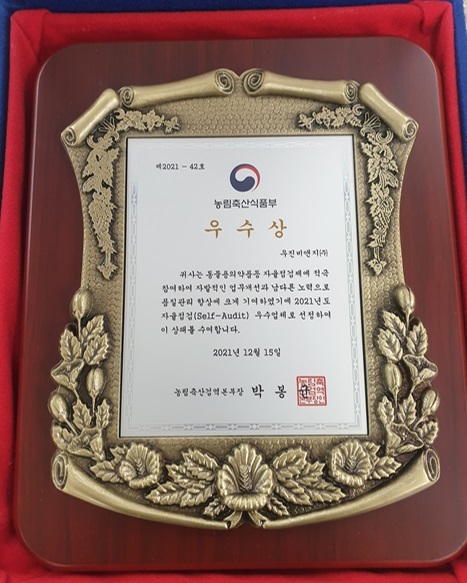 제2021 - 42호
농림축산식품부
우수상
우진비앤지(주)
귀사는 동물용의약품등 자율점검제에 적극
참여하여 자발적인 업무개선과 남다른 노력으로
품질관리 향상에 크게 기여하였기에 2021년도
자율점검(Self-Audit) 우수업체로 선정하여
이 상패를 수여합니다.
2021년 12월 15일
농림축산검역본부장 박 봉 균